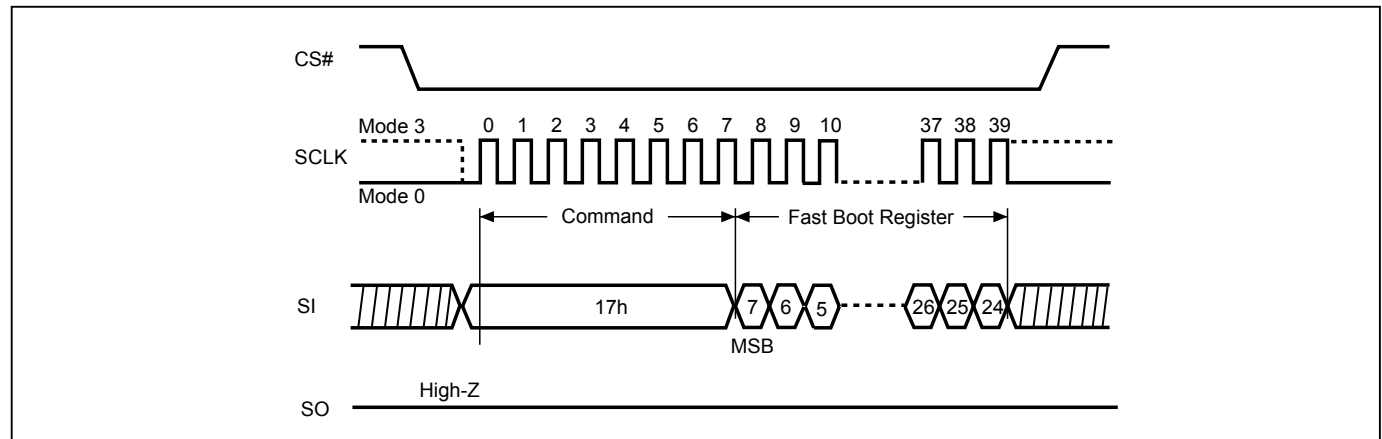 CS#
Mode 3 0 1 2 3 4 5 6 7 8 9 10 37 38 39
SCLK
Mode 0
Command Fast Boot Register
SI 17h 7 6 5 26 25 24
MSB
High-Z
SO